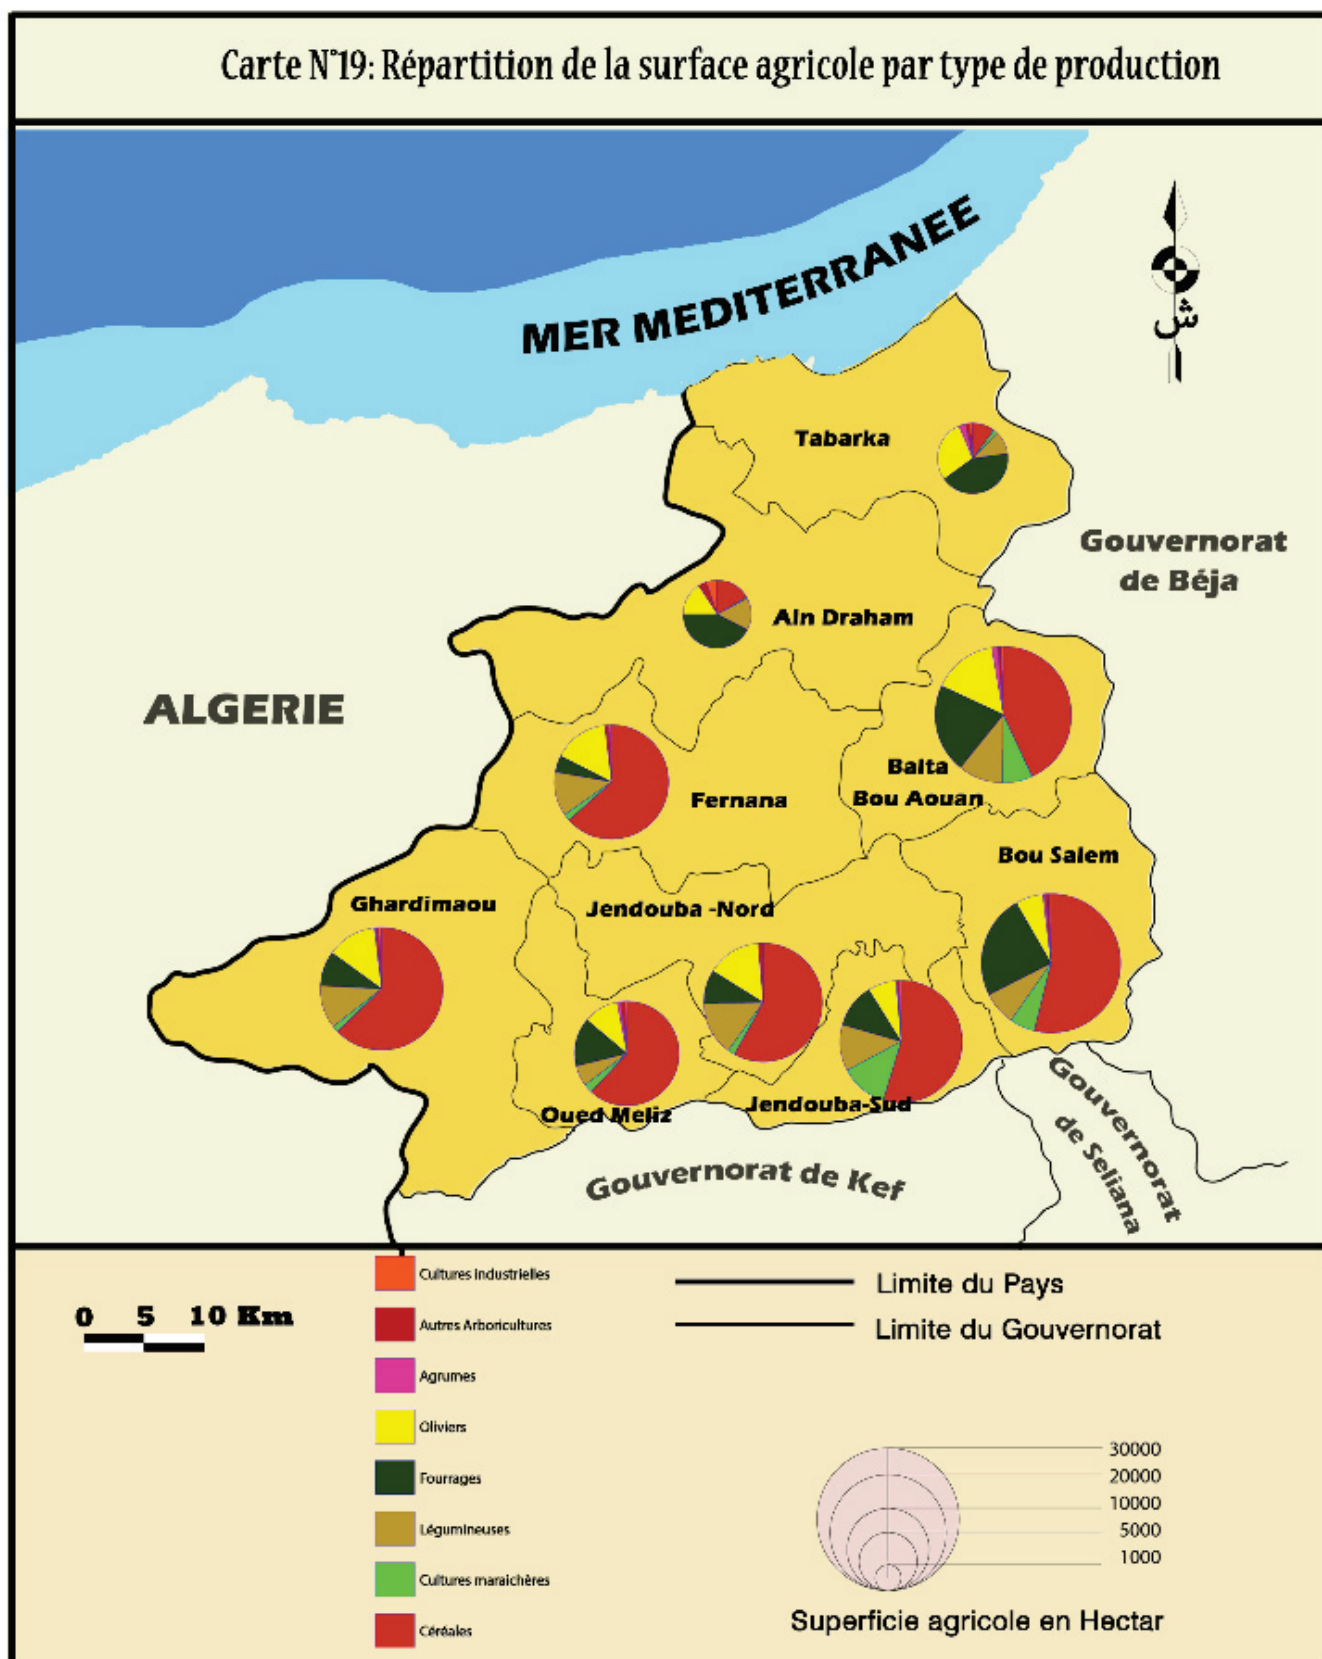 Carte N°19: Répartition de la surface agricole par type de production
MER MEDITERRANEE
ش
Tabarka
Gouvernorat
de Béja
Ain Draham
ALGERIE
Balta
Bou Aouan
Fernana
Bou Salem
Ghardimaou
Jendouba -Nord
Oued Meliz
Jendouba-Sud
Gouvernorat de Kef
Gouvernorat
de Seliana
0 5 10 Km
Cultures industrielles
Autres Arboricultures
Agrumes
Oliviers
Fourrages
Légumineuses
Cultures maraichères
Céréales
Limite du Pays
Limite du Gouvernorat
30000
20000
10000
5000
1000
Superficie agricole en Hectar